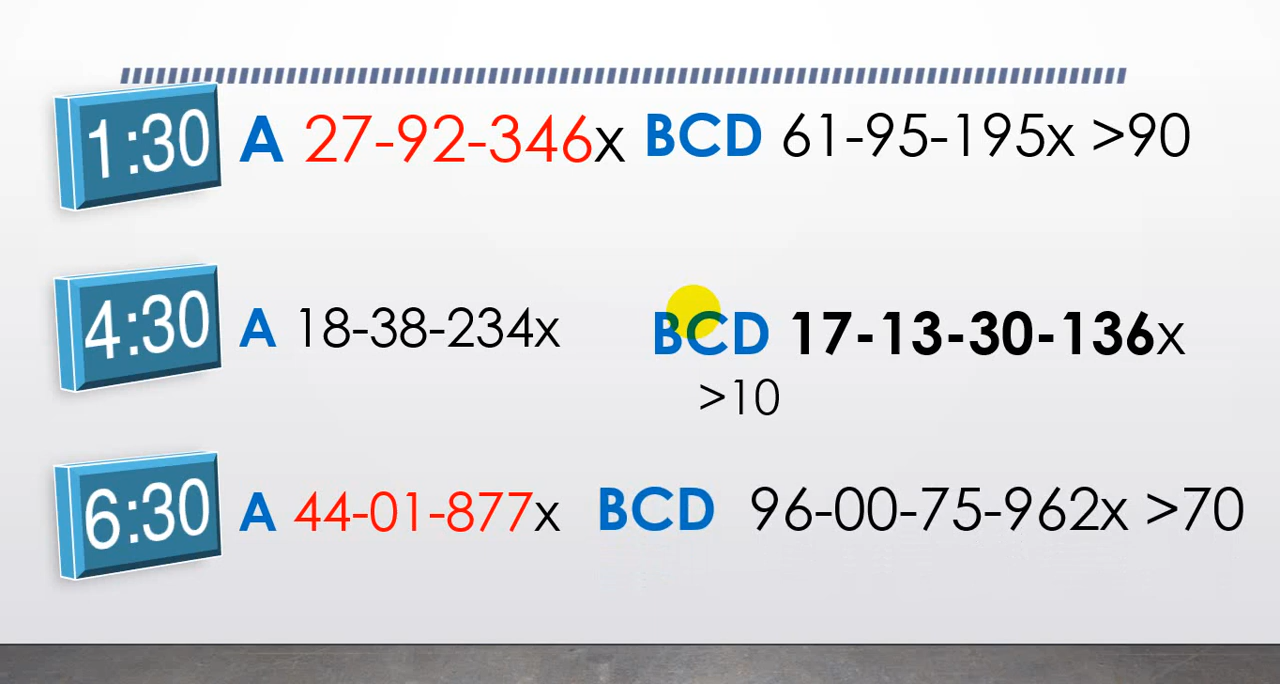 1:30 A 27-92-346x BCD 61-95-195x >90
4:30 A 18-38-234x BCD 17-13-30-136x
>10
6:30 A 44-01-877x BCD 96-00-75-962x >70